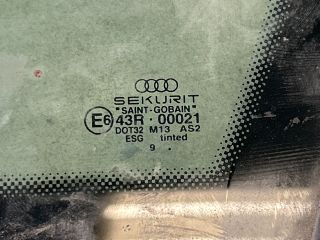 SEKURIT
"SAINT-GOBAIN"
E6 43R · 00021
DOT32 M13 AS2
ESG tinted
9